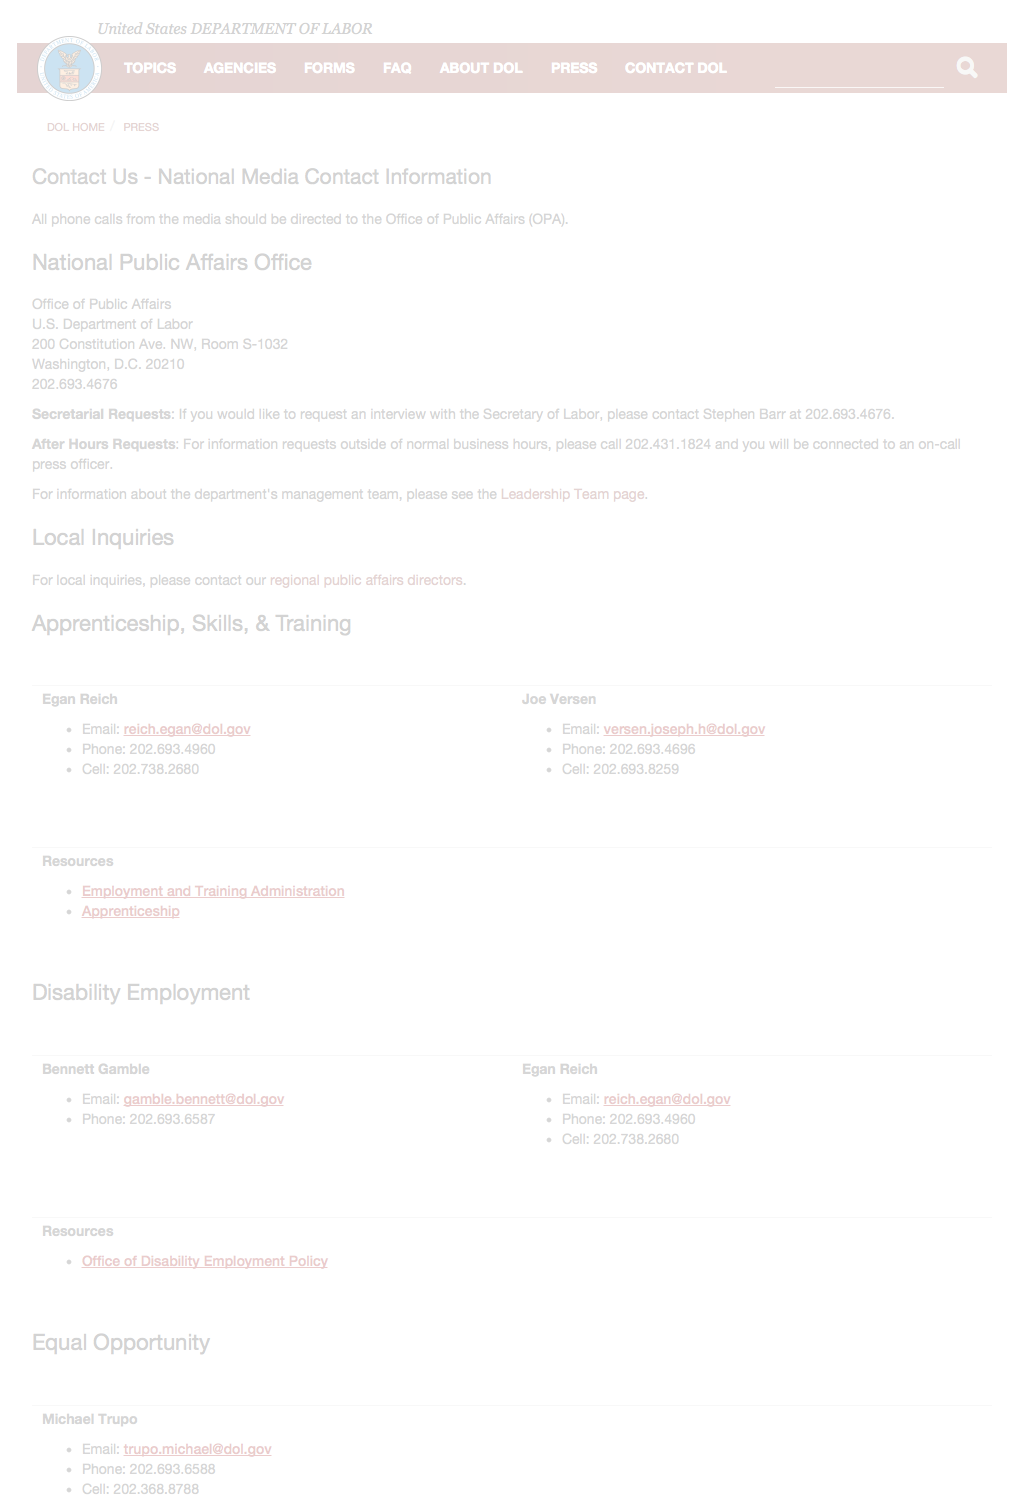 United States DEPARTMENT OF LABOR
TOPICS AGENCIES FORMS FAQ ABOUT DOL PRESS CONTACT DOL
DOL HOME / PRESS
Contact Us - National Media Contact Information
All phone calls from the media should be directed to the Office of Public Affairs (OPA).
National Public Affairs Office
Office of Public Affairs
U.S. Department of Labor
200 Constitution Ave. NW, Room S-1032
Washington, D.C. 20210
202.693.4676
Secretarial Requests: If you would like to request an interview with the Secretary of Labor, please contact Stephen Barr at 202.693.4676.
After Hours Requests: For information requests outside of normal business hours, please call 202.431.1824 and you will be connected to an on-call
press officer.
For information about the department's management team, please see the Leadership Team page.
Local Inquiries
For local inquiries, please contact our regional public affairs directors.
Apprenticeship, Skills, & Training
Egan Reich
• Email: reich.egan@dol.gov
• Phone: 202.693.4960
• Cell: 202.738.2680
Joe Versen
• Email: versen.joseph.h@dol.gov
• Phone: 202.693.4696
• Cell: 202.693.8259
Resources
• Employment and Training Administration
• Apprenticeship
Disability Employment
Bennett Gamble
• Email: gamble.bennett@dol.gov
• Phone: 202.693.6587
Egan Reich
• Email: reich.egan@dol.gov
• Phone: 202.693.4960
• Cell: 202.738.2680
Resources
• Office of Disability Employment Policy
Equal Opportunity
Michael Trupo
• Email: trupo.michael@dol.gov
• Phone: 202.693.6588
• Cell: 202.368.8788